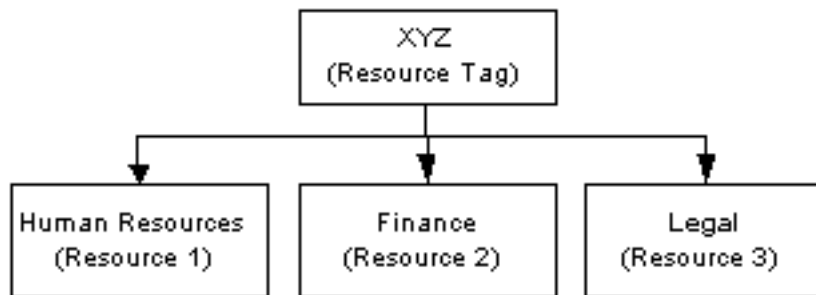 XYZ
(Resource Tag)
Human Resources
(Resource 1)
Finance
(Resource 2)
Legal
(Resource 3)